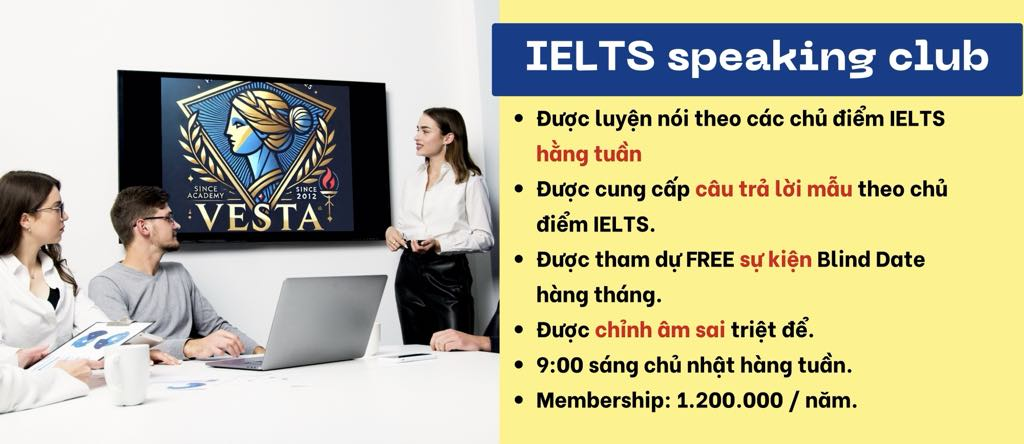 SINCE
ACADEMY
SINCE
2012
VESTA
IELTS speaking club
• Được luyện nói theo các chủ điểm IELTS
hằng tuần
• Được cung cấp câu trả lời mẫu theo chủ
điểm IELTS.
• Được tham dự FREE sự kiện Blind Date
hàng tháng.
• Được chỉnh âm sai triệt để.
• 9:00 sáng chủ nhật hàng tuần.
• Membership: 1.200.000 / năm.